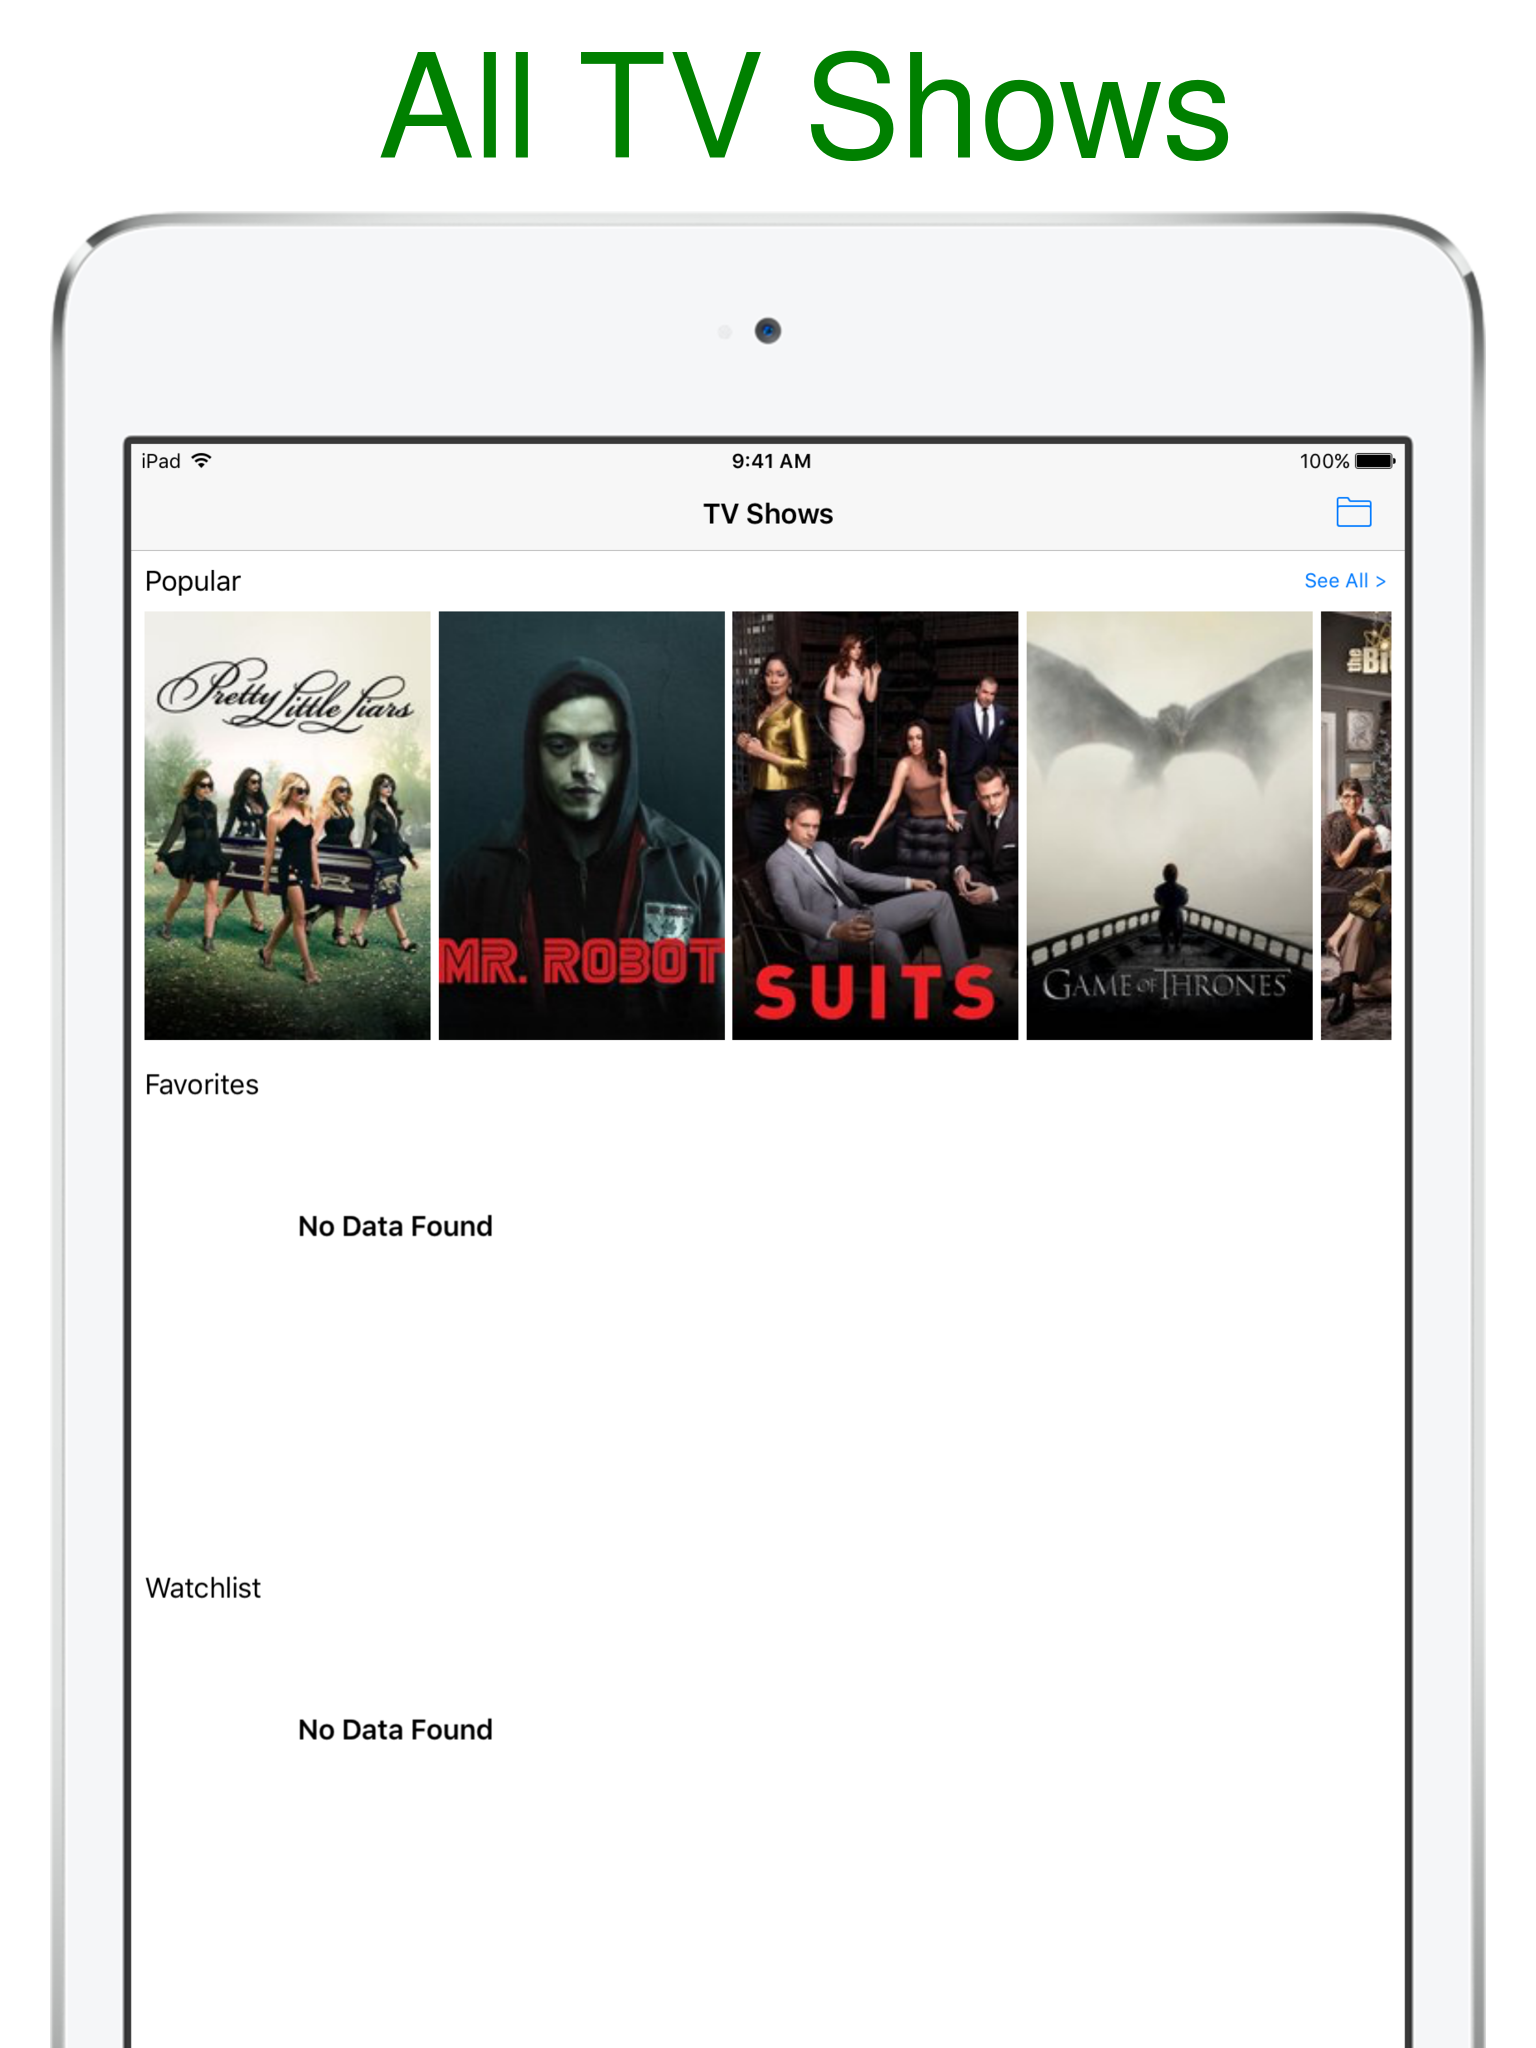 All TV Shows
iPad 9:41 AM 100%
TV Shows
Popular See All >
Pretty Little Liars
MR. ROBOT
SUITS
GAME OF THRONES
the Bi
Favorites
No Data Found
Watchlist
No Data Found